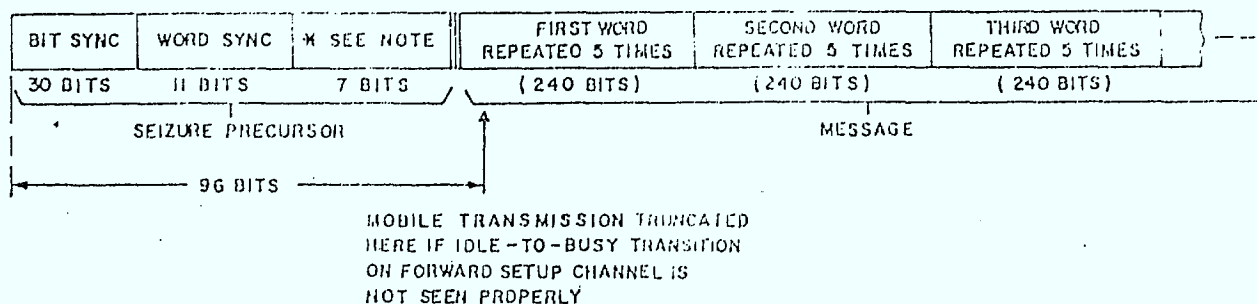 BIT SYNC WORD SYNC * SEE NOTE FIRST WORD REPEATED 5 TIMES SECOND WORD REPEATED 5 TIMES THIRD WORD REPEATED 5 TIMES
30 BITS 11 BITS 7 BITS (240 BITS) (240 BITS) (240 BITS)
SEIZURE PRECURSOR MESSAGE
96 BITS
MOBILE TRANSMISSION TRUNCATED
HERE IF IDLE-TO-BUSY TRANSITION
ON FORWARD SETUP CHANNEL IS
NOT SEEN PROPERLY